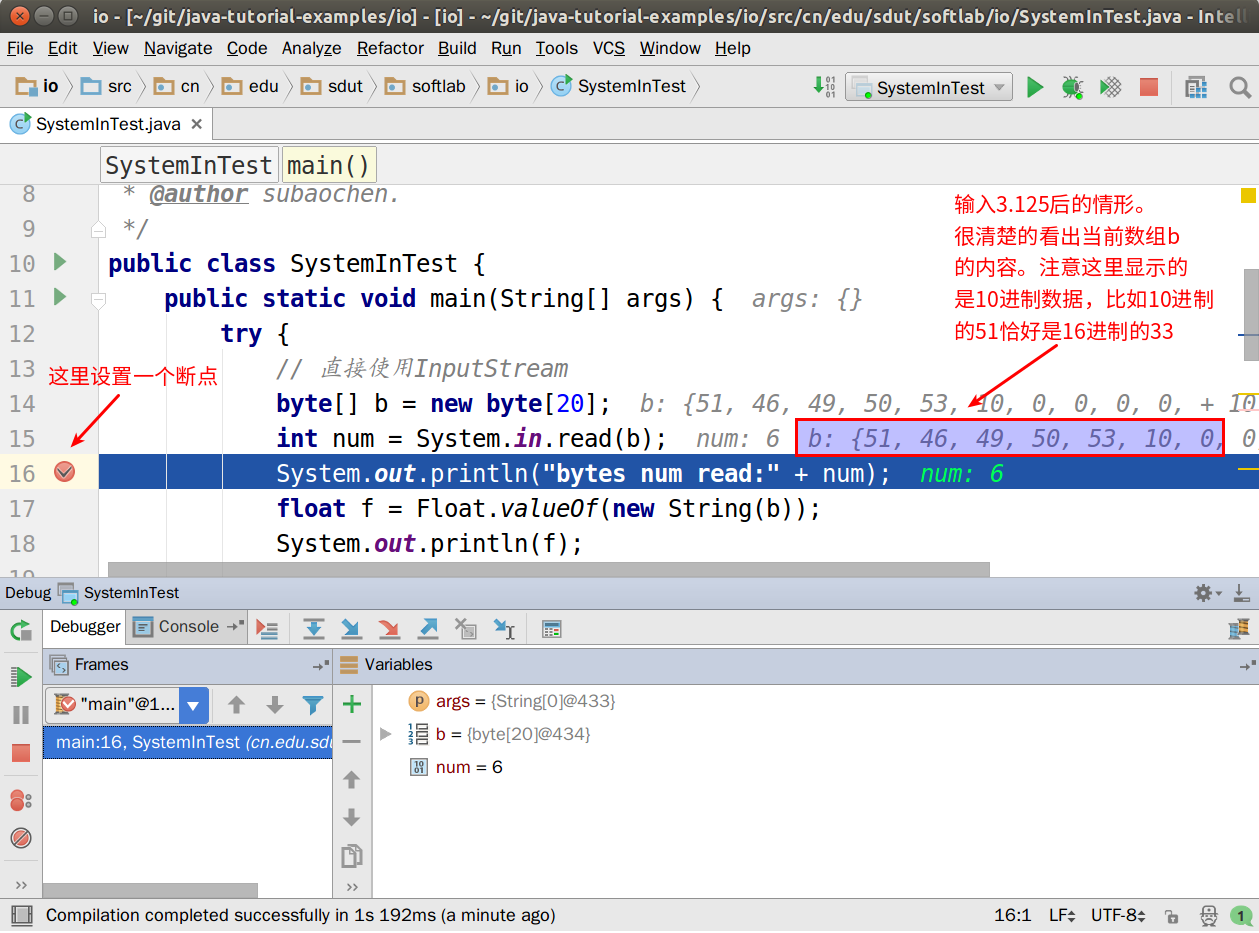 io - [~/git/java-tutorial-examples/io] - [io] - ~/git/java-tutorial-examples/io/src/cn/edu/sdut/softlab/io/SystemInTest.java - Intell
File Edit View Navigate Code Analyze Refactor Build Run Tools VCS Window Help
io src cn edu sdut softlab io SystemInTest SystemInTest
SystemInTest.java
SystemInTest main()
8 * @author subaochen.
9 */
10 public class SystemInTest {
11 public static void main(String[] args) { args: {}
12 try {
13 // 直接使用InputStream
14 byte[] b = new byte[20]; b: {51, 46, 49, 50, 53, 10, 0, 0, 0, 0, + 10
15 int num = System.in.read(b); num: 6 b: {51, 46, 49, 50, 53, 10, 0, 0
16 System.out.println("bytes num read:" + num); num: 6
17 float f = Float.valueOf(new String(b));
18 System.out.println(f);
19
输入3.125后的情形。
很清楚的看出当前数组b
的内容。注意这里显示的
是10进制数据，比如10进制
的51恰好是16进制的33
这里设置一个断点
Debug SystemInTest
Debugger Console
Frames Variables
"main"@1...
main:16, SystemInTest (cn.edu.sdu
args = {String[0]@433}
b = {byte[20]@434}
num = 6
Compilation completed successfully in 1s 192ms (a minute ago) 16:1 LF UTF-8 1